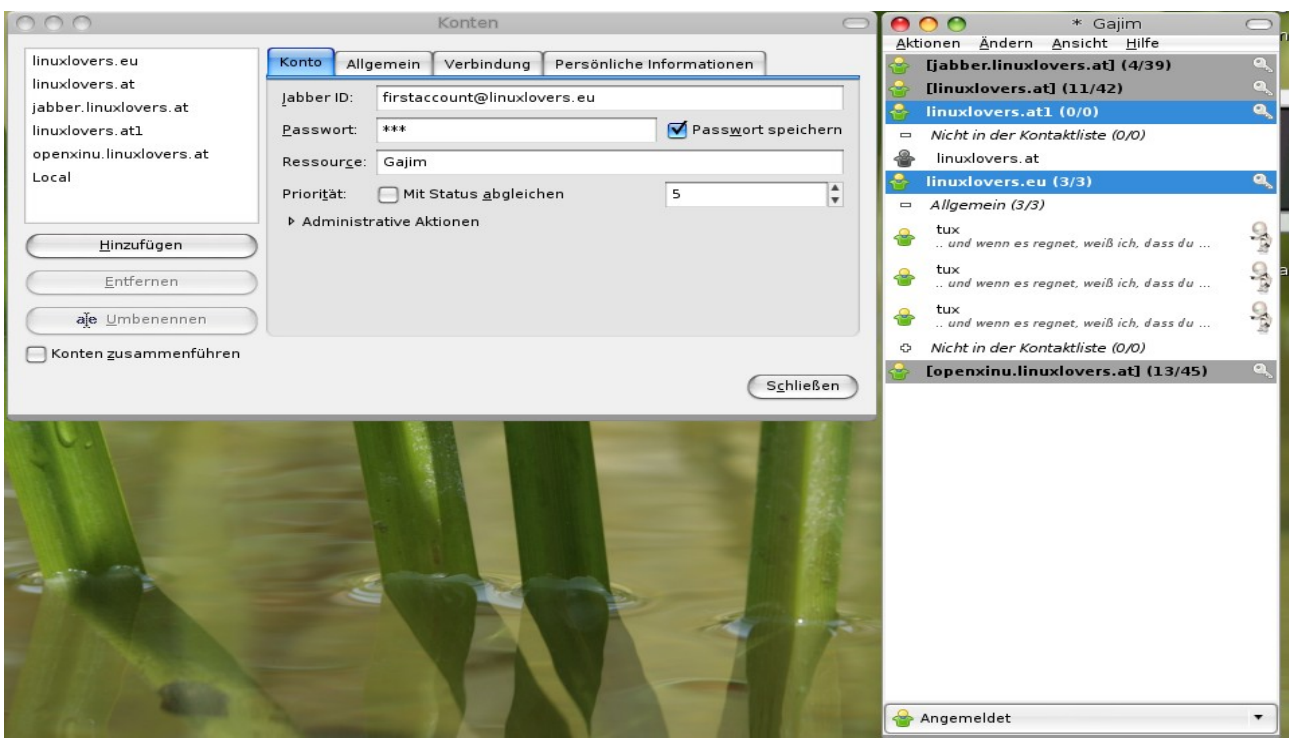 Konten
linuxlovers.eu
linuxlovers.at
jabber.linuxlovers.at
linuxlovers.at1
openxinu.linuxlovers.at
Local
Hinzufügen
Entfernen
Umbenennen
Konten zusammenführen
Konto Allgemein Verbindung Persönliche Informationen
Jabber ID: firstaccount@linuxlovers.eu
Passwort: *** Passwort speichern
Ressource: Gajim
Priorität: Mit Status abgleichen 5
Administrative Aktionen
Schließen
* Gajim
Aktionen Ändern Ansicht Hilfe
[jabber.linuxlovers.at] (4/39)
[linuxlovers.at] (11/42)
linuxlovers.at1 (0/0)
Nicht in der Kontaktliste (0/0)
linuxlovers.at
linuxlovers.eu (3/3)
Allgemein (3/3)
tux
.. und wenn es regnet, weiß ich, dass du ...
tux
.. und wenn es regnet, weiß ich, dass du ...
tux
.. und wenn es regnet, weiß ich, dass du ...
Nicht in der Kontaktliste (0/0)
[openxinu.linuxlovers.at] (13/45)
Angemeldet